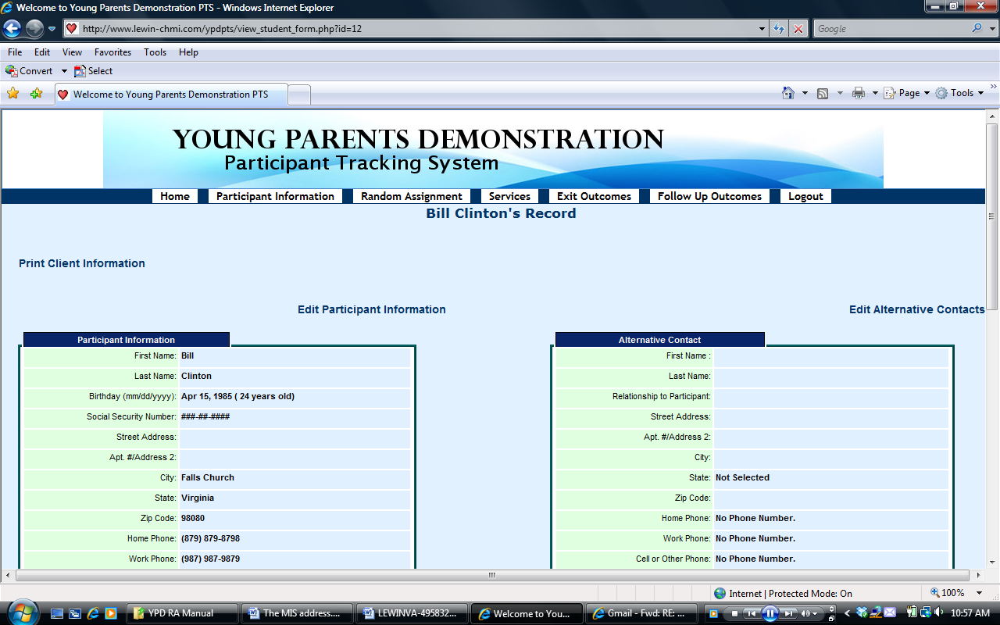 Welcome to Young Parents Demonstration PTS - Windows Internet Explorer
http://www.lewin-chmi.com/ypdpts/view_student_form.php?id=12
Google
File Edit View Favorites Tools Help
Convert Select
Welcome to Young Parents Demonstration PTS
Page Tools
YOUNG PARENTS DEMONSTRATION
Participant Tracking System
Home Participant Information Random Assignment Services Exit Outcomes Follow Up Outcomes Logout
Bill Clinton's Record
Print Client Information
Edit Participant Information
Edit Alternative Contacts
Participant Information
First Name: Bill
Last Name: Clinton
Birthday (mm/dd/yyyy): Apr 15, 1985 ( 24 years old)
Social Security Number: ###-##-####
Street Address:
Apt. #/Address 2:
City: Falls Church
State: Virginia
Zip Code: 98080
Home Phone: (879) 879-8798
Work Phone: (987) 987-9879
Alternative Contact
First Name :
Last Name:
Relationship to Participant:
Street Address:
Apt. #/Address 2:
City:
State: Not Selected
Zip Code:
Home Phone: No Phone Number.
Work Phone: No Phone Number.
Cell or Other Phone: No Phone Number.
Internet | Protected Mode: On
100%
YPD RA Manual
The MIS address....
LEWINVA-495832...
Welcome to You...
Gmail - Fwd: RE: ...
10:57 AM